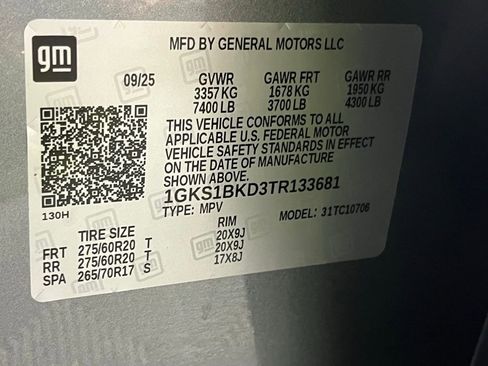 gm
MFD BY GENERAL MOTORS LLC
09/25 GVWR GAWR FRT GAWR RR
3357 KG 1678 KG 1950 KG
7400 LB 3700 LB 4300 LB
THIS VEHICLE CONFORMS TO ALL
APPLICABLE U.S. FEDERAL MOTOR
VEHICLE SAFETY STANDARDS IN EFFECT
ON THE DATE OF MANUFACTURE
SHOWN ABOVE.
1GKS1BKD3TR133681
130H TYPE: MPV MODEL: 31TC10706
TIRE SIZE RIM
FRT 275/60R20 T 20X9J
RR 275/60R20 T 20X9J
SPA 265/70R17 S 17X8J